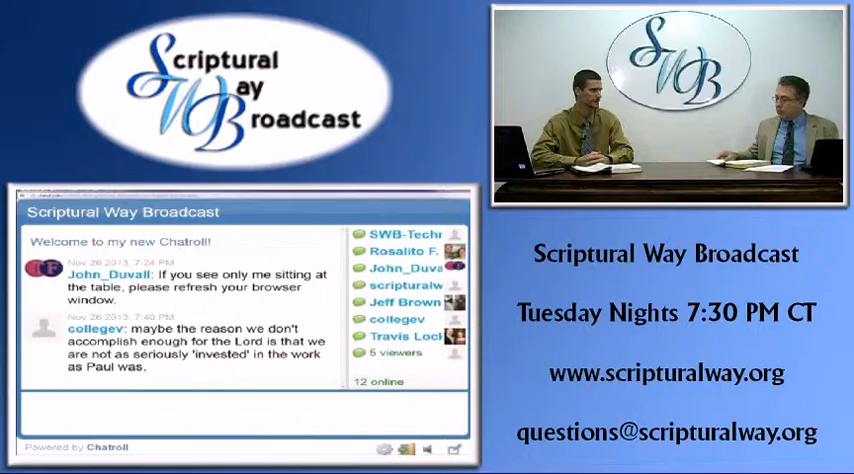 Scriptural
Way
Broadcast
SWB
Scriptural Way Broadcast
Welcome to my new Chatroll!
Nov 26 2013, 7:24 PM
John_Duvall: If you see only me sitting at
the table, please refresh your browser
window.
Nov 26 2013, 7:40 PM
collegev: maybe the reason we don't
accomplish enough for the Lord is that we
are not as seriously 'invested' in the work
as Paul was.
SWB-Techr
Rosalito F.
John_Duva
scripturalw
Jeff Brown
collegev
Travis Lock
5 viewers
12 online
Powered by Chatroll
Scriptural Way Broadcast
Tuesday Nights 7:30 PM CT
www.scripturalway.org
questions@scripturalway.org